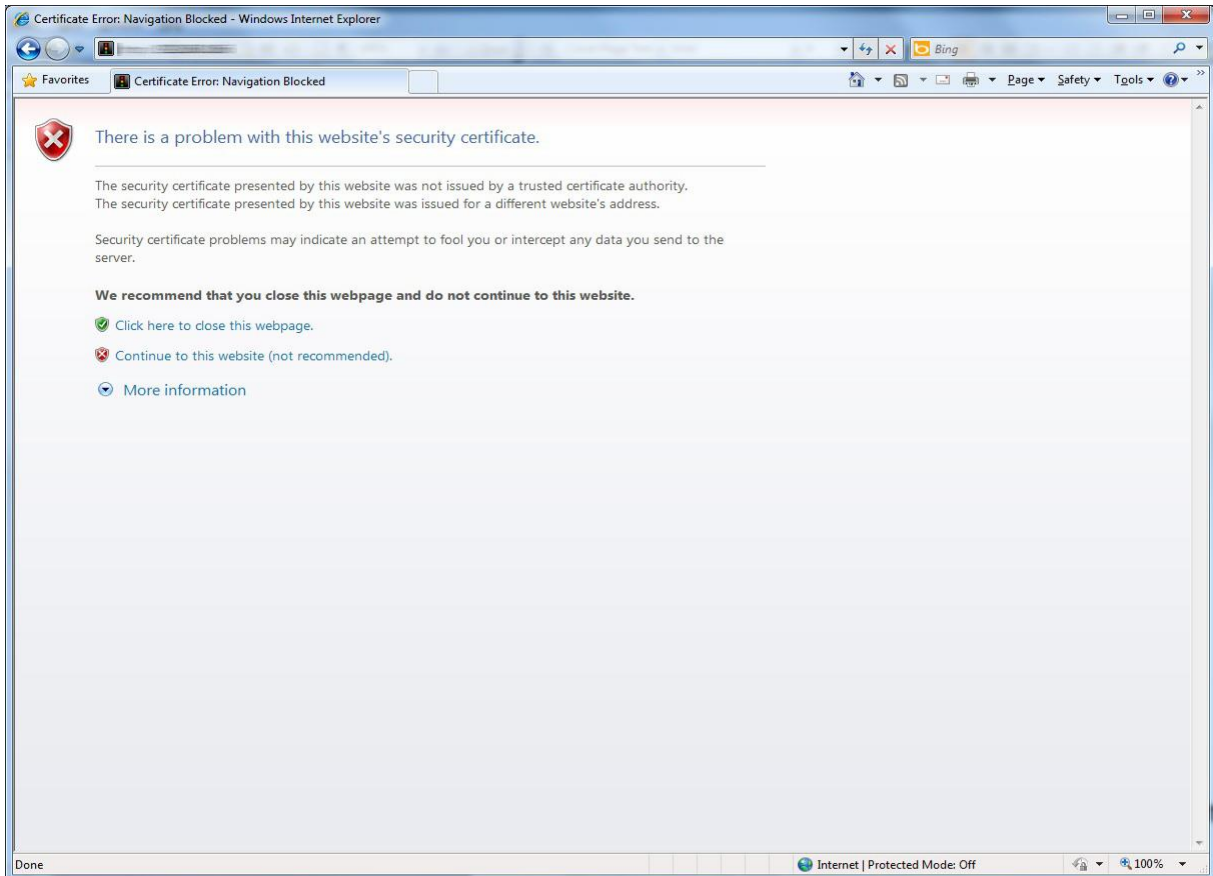 Certificate Error: Navigation Blocked - Windows Internet Explorer
Bing
Favorites
Certificate Error: Navigation Blocked
Page Safety Tools
There is a problem with this website's security certificate.
The security certificate presented by this website was not issued by a trusted certificate authority.
The security certificate presented by this website was issued for a different website's address.
Security certificate problems may indicate an attempt to fool you or intercept any data you send to the
server.
We recommend that you close this webpage and do not continue to this website.
Click here to close this webpage.
Continue to this website (not recommended).
More information
Done
Internet | Protected Mode: Off
100%